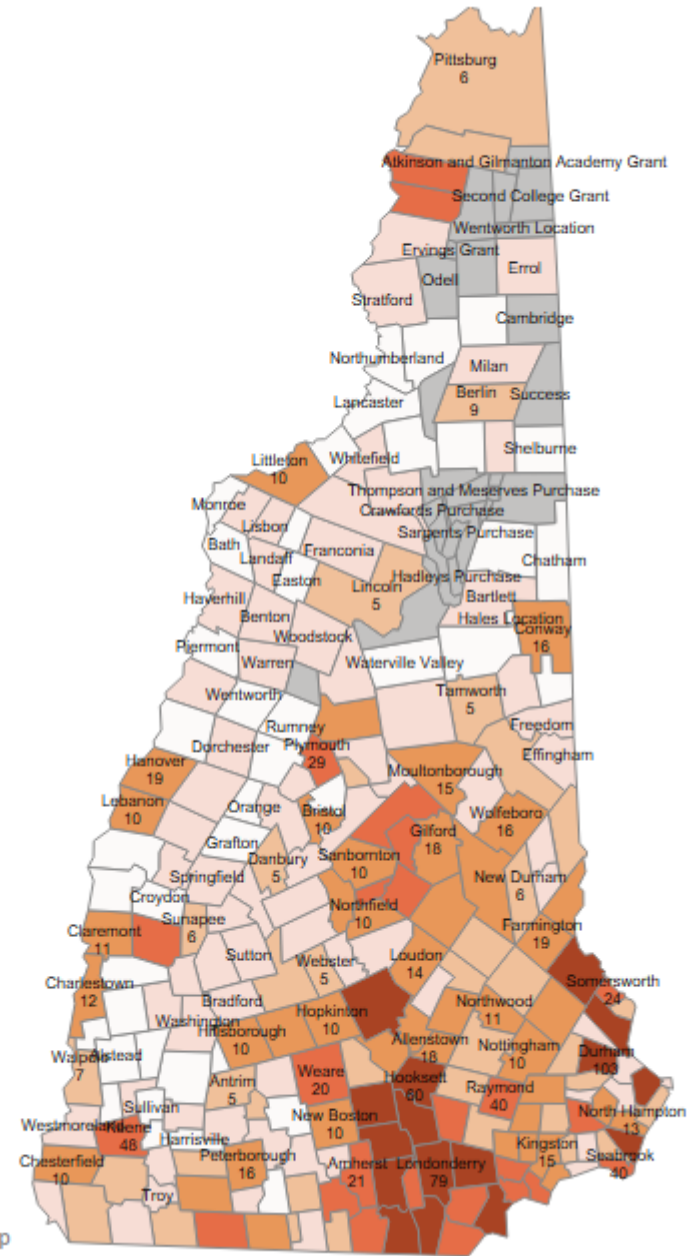 Pittsburg
6
Atkinson and Gilmanton Academy Grant
Second College Grant
Wentworth Location
Ervings Grant
Errol
Odell
Stratford
Cambridge
Northumberland
Milan
Berlin
9
Success
Lancaster
Shelburne
Whitefield
Littleton
10
Thompson and Meserves Purchase
Monroe
Crawfords Purchase
Lisbon
Sargents Purchase
Bath
Franconia
Landaff
Chatham
Easton
Hadleys Purchase
Lincoln
5
Haverhill
Bartlett
Benton
Hales Location
Conway
16
Woodstock
Piermont
Warren
Waterville Valley
Wentworth
Tamworth
5
Rumney
Freedom
Dorchester
Plymouth
29
Effingham
Hanover
19
Moultonborough
15
Lebanon
10
Orange
Bristol
10
Wolfeboro
16
Gilford
18
Grafton
Danbury
5
Sanbornton
10
Springfield
New Durham
6
Croydon
Northfield
10
Sunapee
6
Farmington
19
Claremont
11
Sutton
Loudon
14
Webster
5
Charlestown
12
Somersworth
24
Bradford
Northwood
11
Washington
Hopkinton
10
Hillsborough
10
Allenstown
18
Nottingham
10
Durham
103
Walpole
7
Alstead
Weare
20
Hooksett
60
Antrim
5
Raymond
40
Sullivan
New Boston
10
North Hampton
13
Westmoreland
Keene
48
Harrisville
Kingston
15
Peterborough
16
Seabrook
40
Chesterfield
10
Amherst
21
Londonderry
79
Troy
p